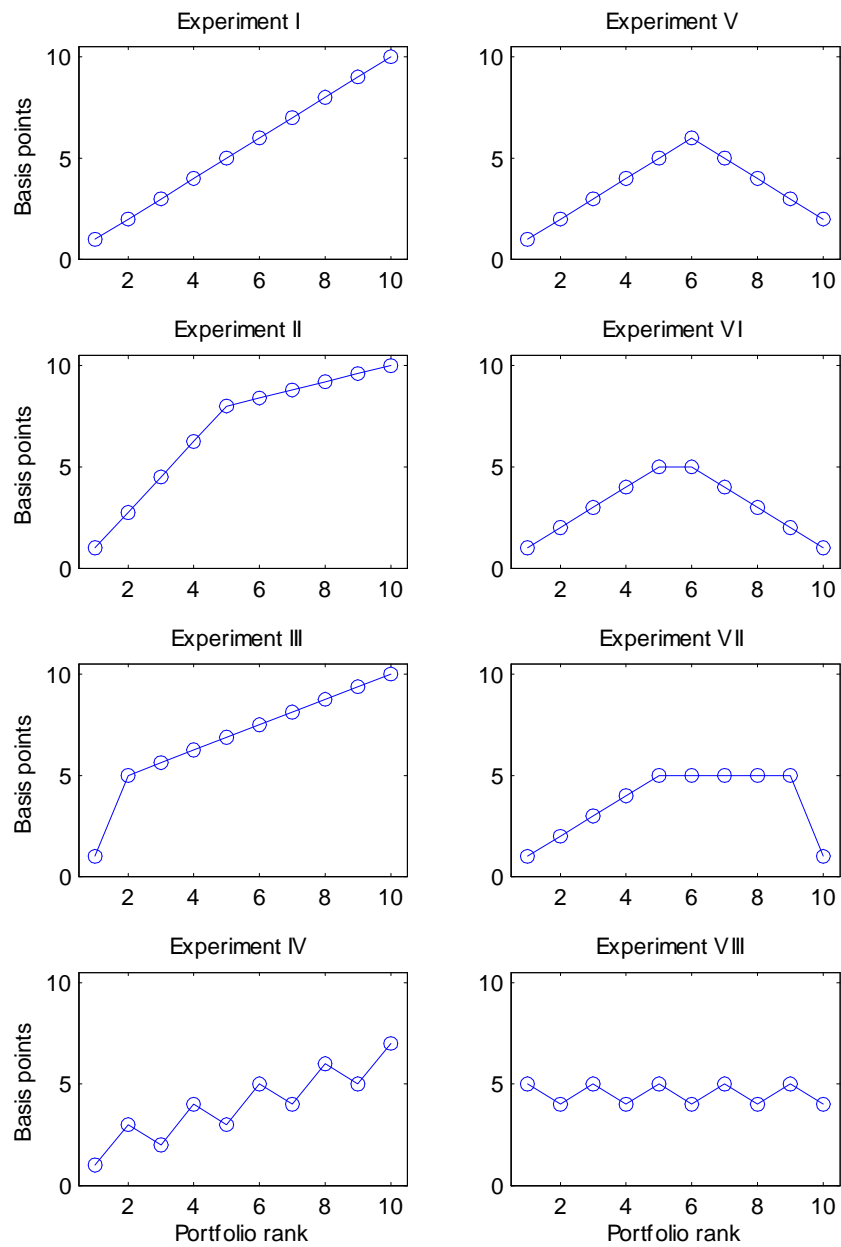 Experiment I
Basis points
10
5
0
2 4 6 8 10
Experiment V
10
5
0
2 4 6 8 10
Experiment II
Basis points
10
5
0
2 4 6 8 10
Experiment VI
10
5
0
2 4 6 8 10
Experiment III
Basis points
10
5
0
2 4 6 8 10
Experiment VII
10
5
0
2 4 6 8 10
Experiment IV
Basis points
10
5
0
2 4 6 8 10
Portfolio rank
Experiment VIII
10
5
0
2 4 6 8 10
Portfolio rank